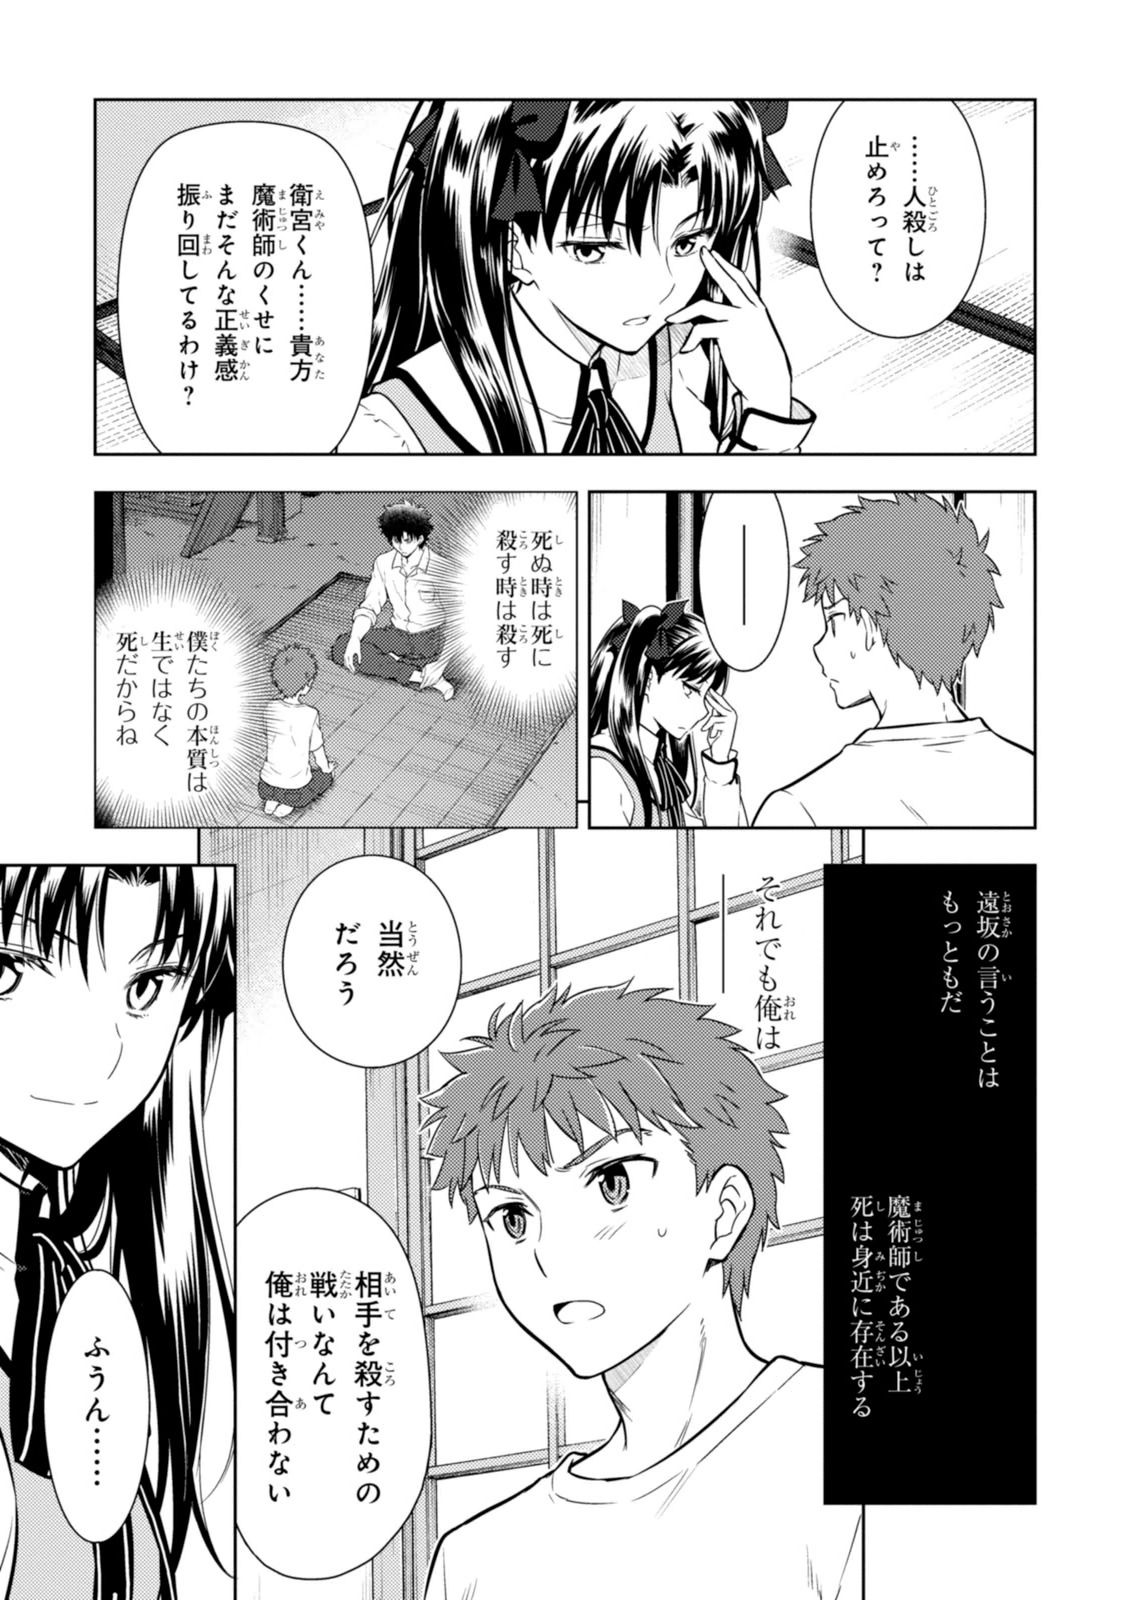 ……人殺しは
止めろって？
衛宮くん……貴方
魔術師のくせに
まだそんな正義感
振り回してるわけ？
――
死ぬ時は死に
殺す時は殺す
僕たちの本質は
生ではなく
死だからね
遠坂の言うことは
もっともだ
魔術師である以上
死は身近に存在する
それでも俺は
――
当然
だろう
相手を殺すための
戦いなんて
俺は付き合わない
ふうん……